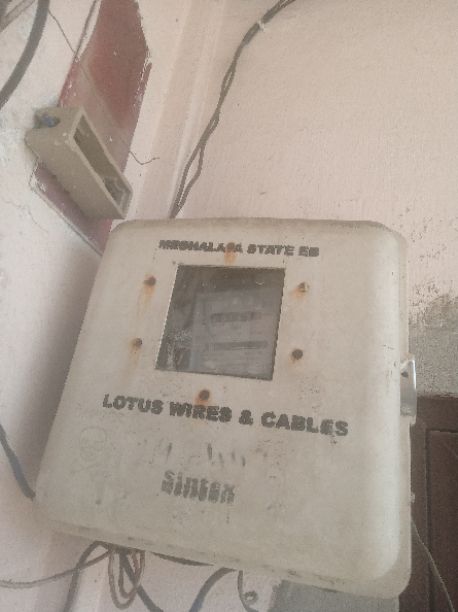 MEGHALAYA STATE EB
LOTUS WIRES & CABLES
Sintex